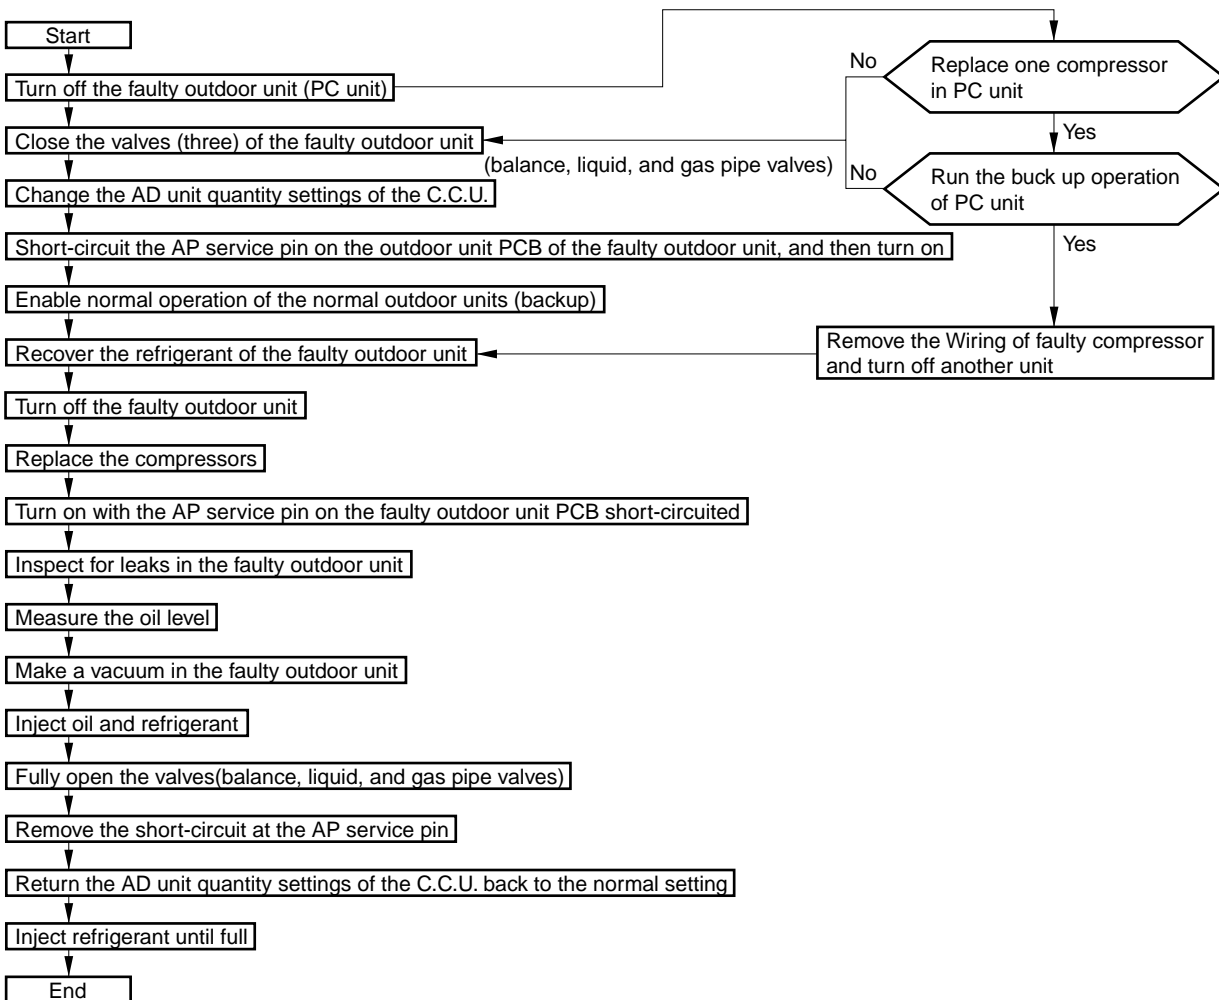 Start
Turn off the faulty outdoor unit (PC unit)
Close the valves (three) of the faulty outdoor unit
(balance, liquid, and gas pipe valves)
Change the AD unit quantity settings of the C.C.U.
Short-circuit the AP service pin on the outdoor unit PCB of the faulty outdoor unit, and then turn on
Enable normal operation of the normal outdoor units (backup)
Recover the refrigerant of the faulty outdoor unit
Turn off the faulty outdoor unit
Replace the compressors
Turn on with the AP service pin on the faulty outdoor unit PCB short-circuited
Inspect for leaks in the faulty outdoor unit
Measure the oil level
Make a vacuum in the faulty outdoor unit
Inject oil and refrigerant
Fully open the valves(balance, liquid, and gas pipe valves)
Remove the short-circuit at the AP service pin
Return the AD unit quantity settings of the C.C.U. back to the normal setting
Inject refrigerant until full
End
No
Replace one compressor
in PC unit
Yes
No
Run the buck up operation
of PC unit
Yes
Remove the Wiring of faulty compressor
and turn off another unit